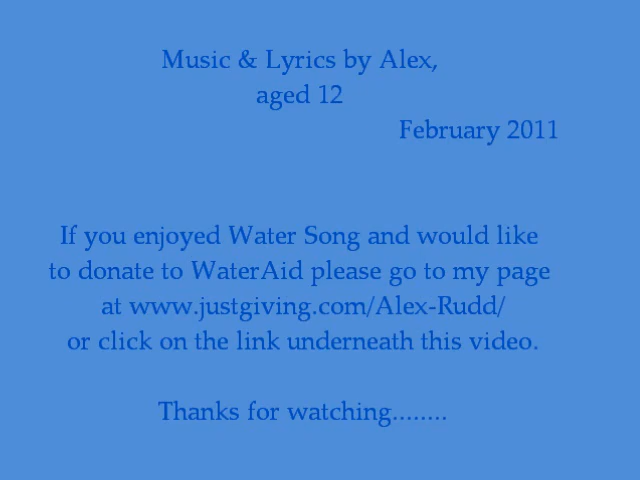 Music & Lyrics by Alex,
aged 12
February 2011
If you enjoyed Water Song and would like
to donate to WaterAid please go to my page
at www.justgiving.com/Alex-Rudd/
or click on the link underneath this video.
Thanks for watching........